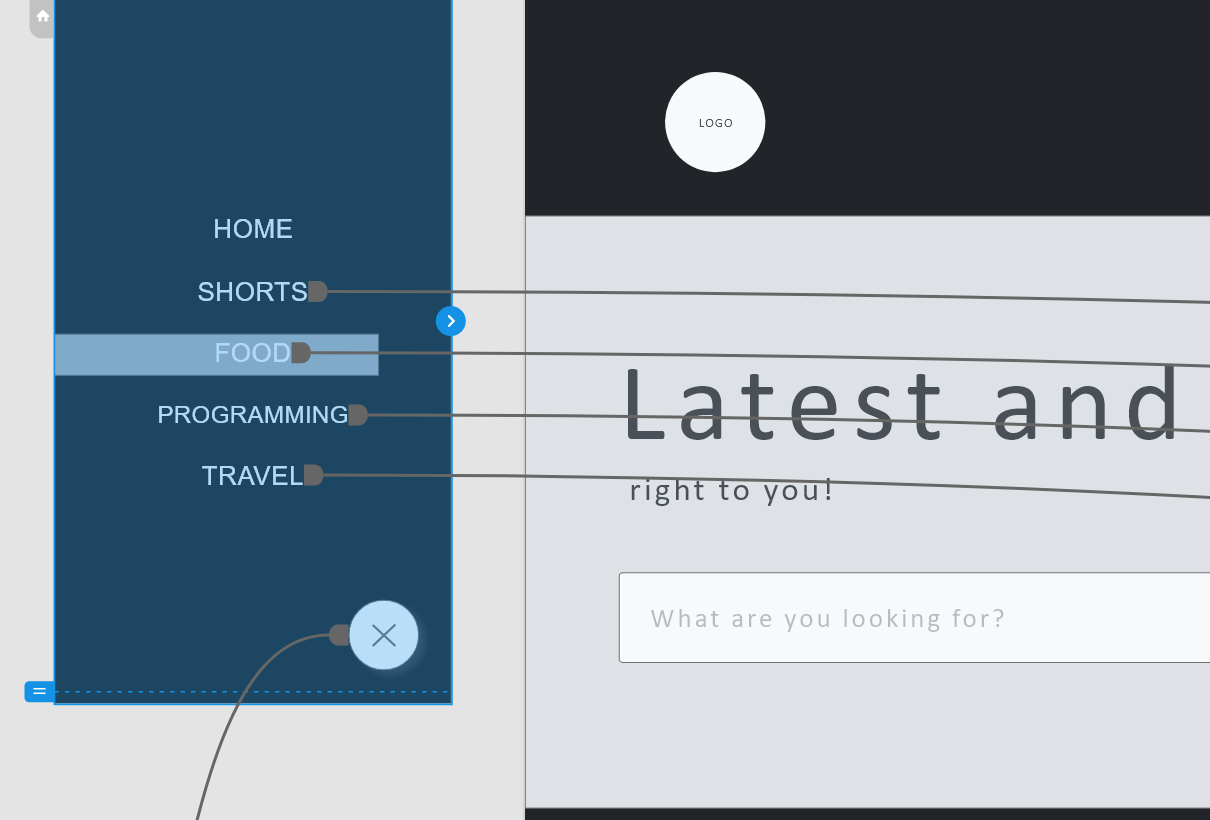 HOME
SHORTS
FOOD
PROGRAMMING
TRAVEL
LOGO
Latest and
right to you!
What are you looking for?